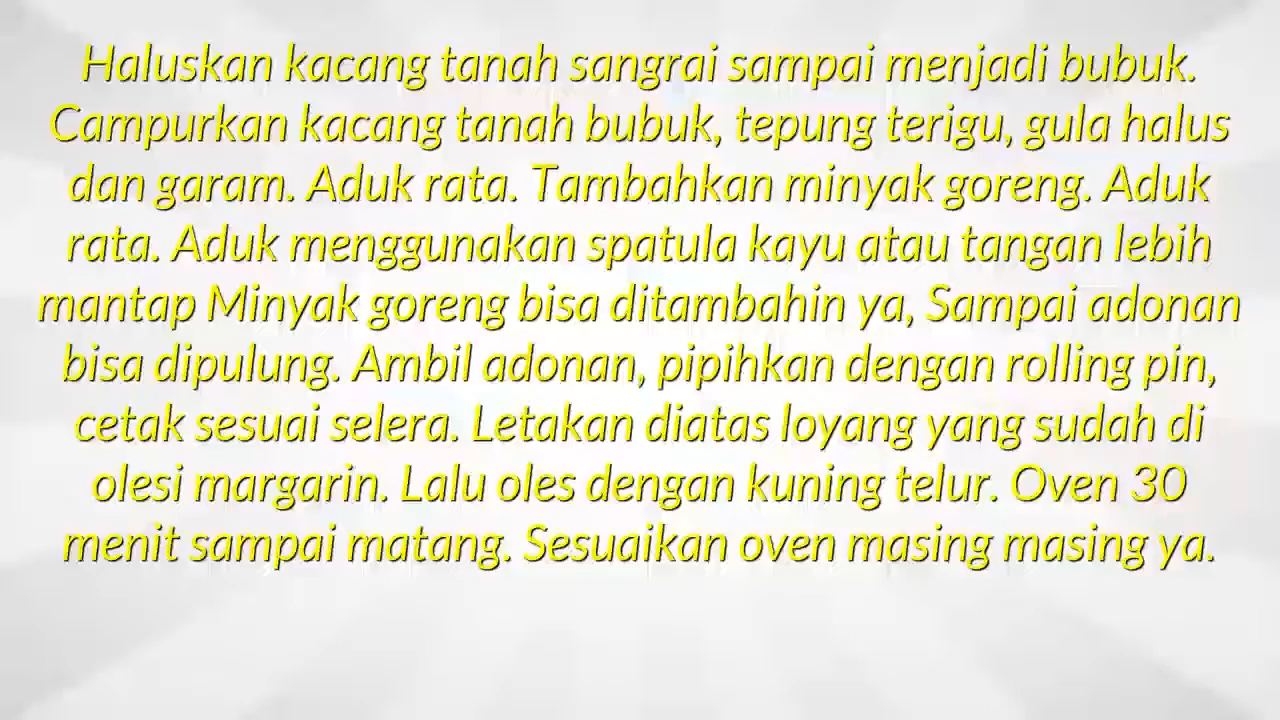 Haluskan kacang tanah sangrai sampai menjadi bubuk.
Campurkan kacang tanah bubuk, tepung terigu, gula halus
dan garam. Aduk rata. Tambahkan minyak goreng. Aduk
rata. Aduk menggunakan spatula kayu atau tangan lebih
mantap Minyak goreng bisa ditambahin ya, Sampai adonan
bisa dipulung. Ambil adonan, pipihkan dengan rolling pin,
cetak sesuai selera. Letakan diatas loyang yang sudah di
olesi margarin. Lalu oles dengan kuning telur. Oven 30
menit sampai matang. Sesuaikan oven masing masing ya.